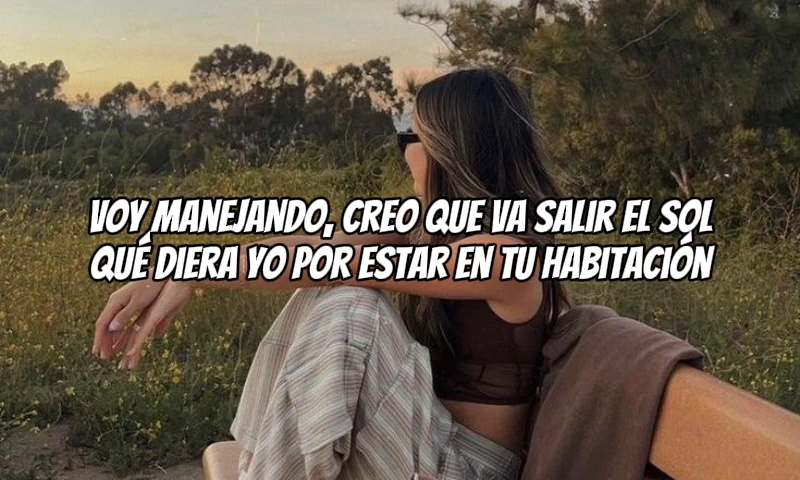 VOY MANEJANDO, CREO QUE VA SALIR EL SOL
QUÉ DIERA YO POR ESTAR EN TU HABITACIÓN